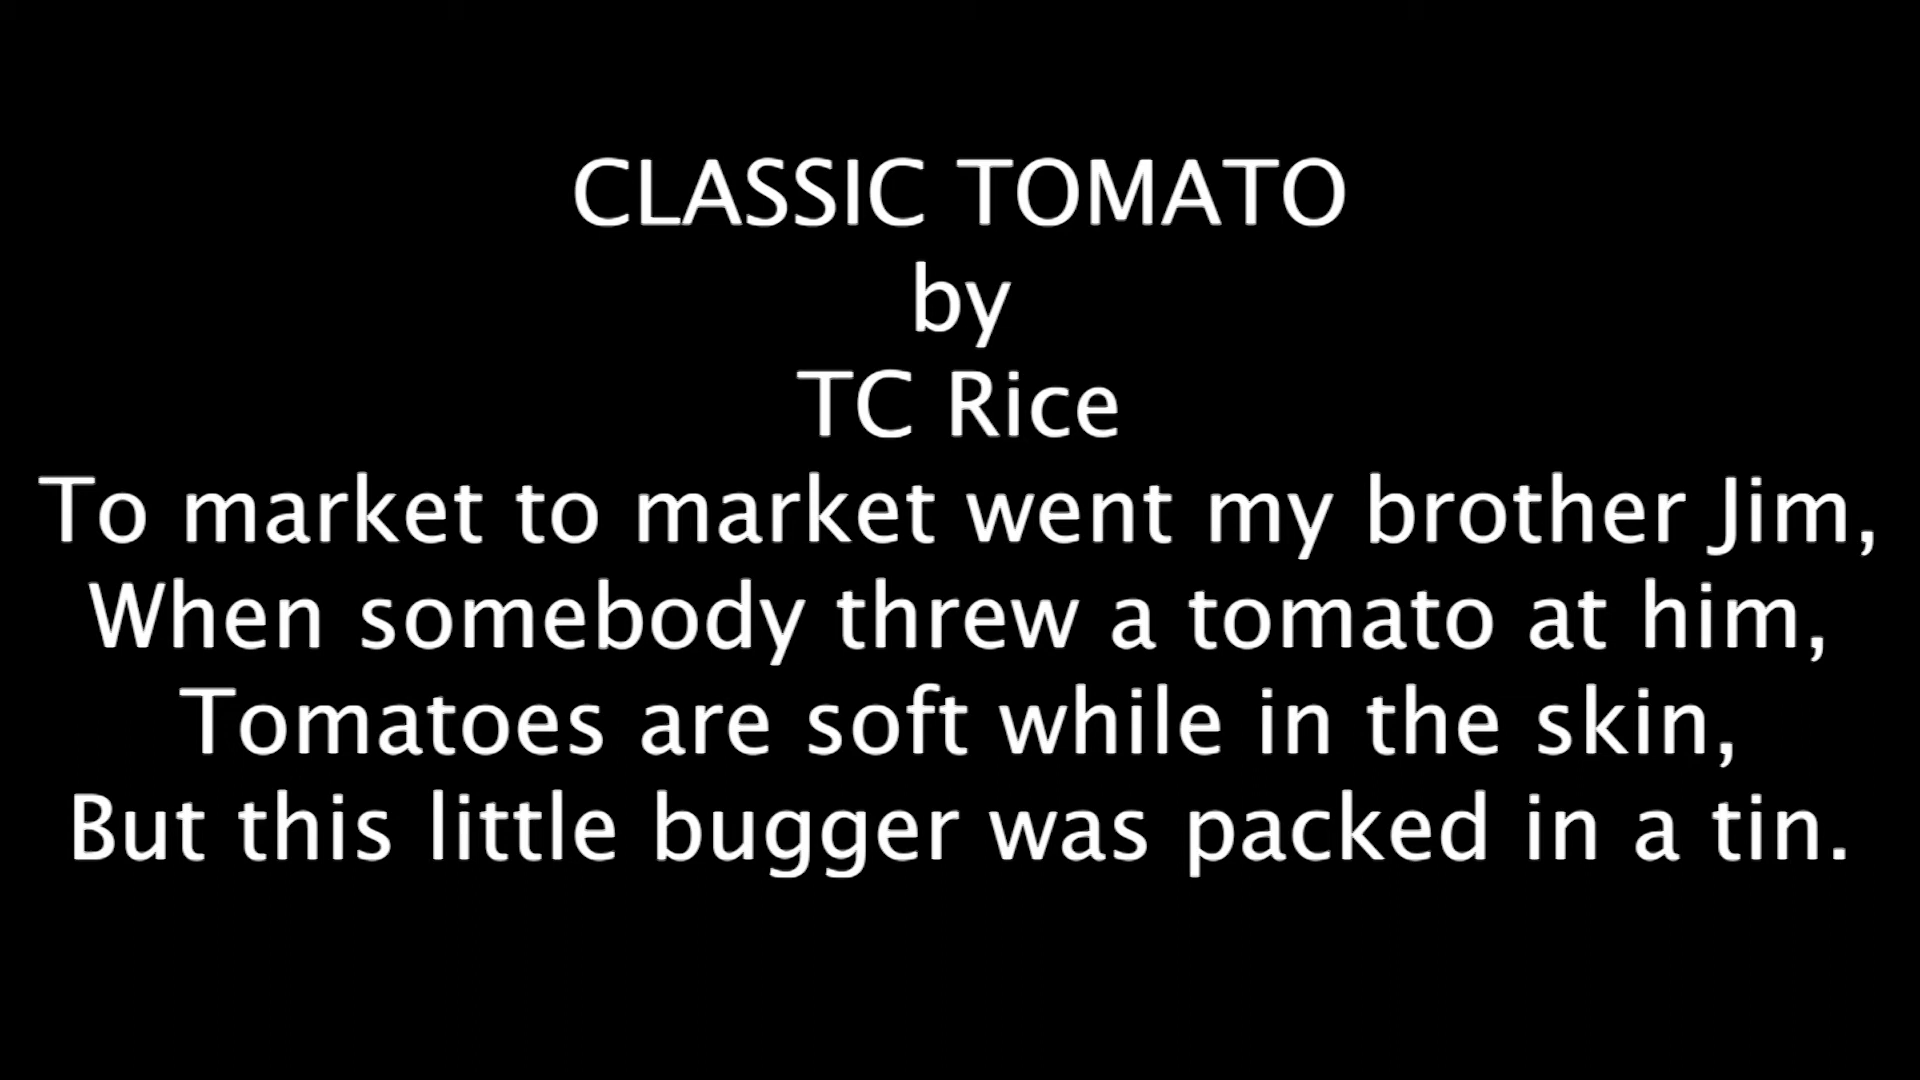 CLASSIC TOMATO
by
TC Rice
To market to market went my brother Jim,
When somebody threw a tomato at him,
Tomatoes are soft while in the skin,
But this little bugger was packed in a tin.